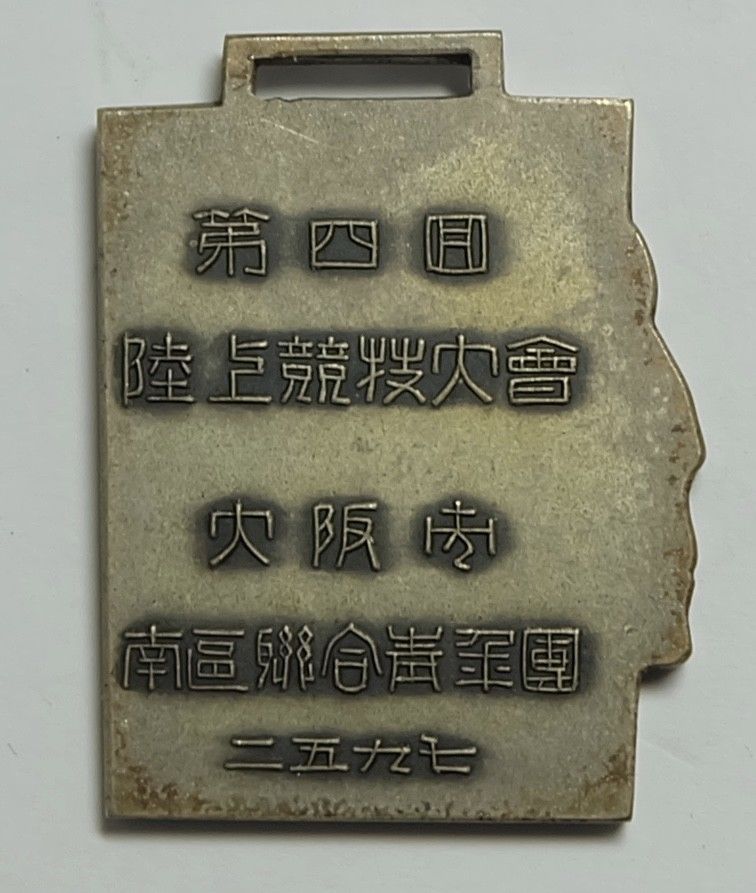 第四囘
陸上競技大會
大阪市
南區聯合青年團
二五九七